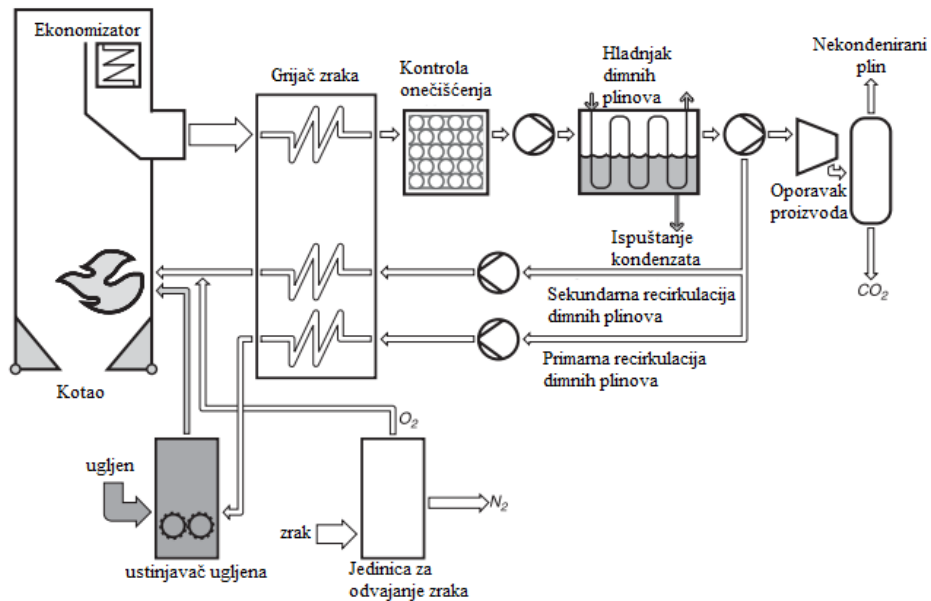 Ekonomizator
Grijač zraka
Kontrola
onečišćenja
Hladnjak
dimnih
plinova
Nekondenirani
plin
Oporavak
proizvoda
Ispuštanje
kondenzata
CO2
Sekundarna recirkulacija
dimnih plinova
Primarna recirkulacija
dimnih plinova
Kotao
O2
ugljen
N2
zrak
ustinjavač ugljena
Jedinica za
odvajanje zraka